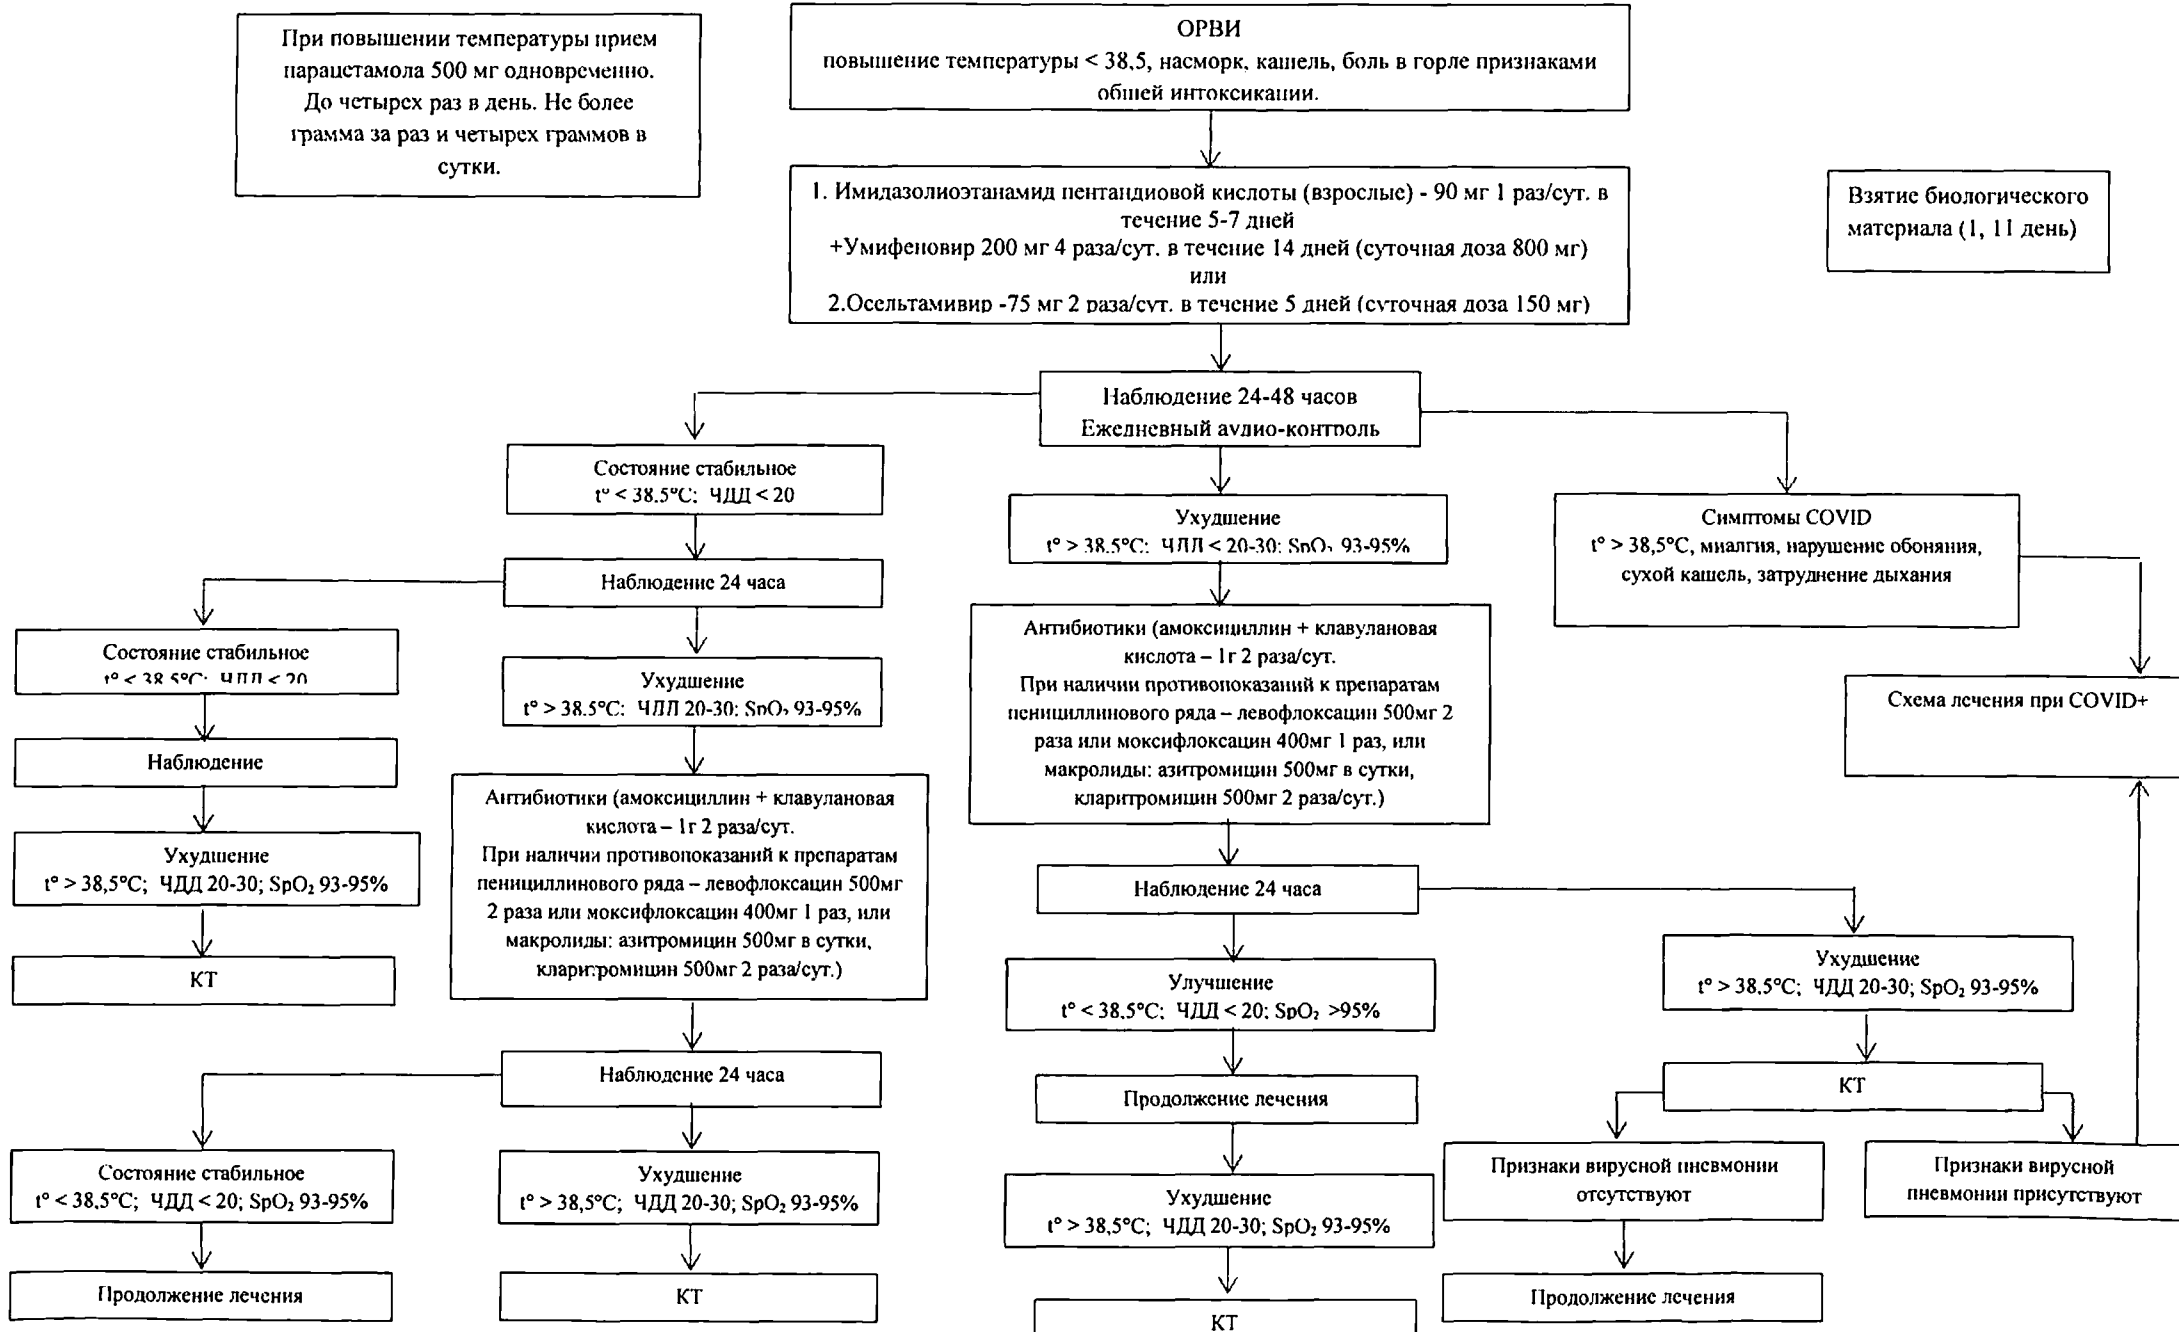 При повышении температуры прием
парацетамола 500 мг одновременно.
До четырех раз в день. Не более
грамма за раз и четырех граммов в
сутки.
ОРВИ
повышение температуры < 38,5, насморк, кашель, боль в горле признаками
общей интоксикации.
1. Имидазолиоэтанамид пентандиовой кислоты (взрослые) - 90 мг 1 раз/сут. в
течение 5-7 дней
+Умифеновир 200 мг 4 раза/сут. в течение 14 дней (суточная доза 800 мг)
или
2.Осельтамивир -75 мг 2 раза/сут. в течение 5 дней (суточная доза 150 мг)
Взятие биологического
материала (1, 11 день)
Наблюдение 24-48 часов
Ежедневный аудио-контроль
Состояние стабильное
t° < 38.5°C; ЧДД < 20
Ухудшение
t° > 38.5°C; ЧДД < 20-30; SpO₂ 93-95%
Симптомы COVID
t° > 38,5°C, миалгия, нарушение обоняния,
сухой кашель, затруднение дыхания
Наблюдение 24 часа
Состояние стабильное
t° < 38.5°C; ЧДД < 20
Ухудшение
t° > 38.5°C; ЧДД 20-30; SpO₂ 93-95%
Антибиотики (амоксициллин + клавулановая
кислота – 1г 2 раза/сут.
При наличии противопоказаний к препаратам
пенициллинового ряда – левофлоксацин 500мг 2
раза или моксифлоксацин 400мг 1 раз, или
макролиды: азитромицин 500мг в сутки,
кларитромицин 500мг 2 раза/сут.)
Схема лечения при COVID+
Наблюдение
Антибиотики (амоксициллин + клавулановая
кислота – 1г 2 раза/сут.
При наличии противопоказаний к препаратам
пенициллинового ряда – левофлоксацин 500мг
2 раза или моксифлоксацин 400мг 1 раз, или
макролиды: азитромицин 500мг в сутки,
кларитромицин 500мг 2 раза/сут.)
Ухудшение
t° > 38,5°C; ЧДД 20-30; SpO₂ 93-95%
КТ
Наблюдение 24 часа
Улучшение
t° < 38.5°C; ЧДД < 20; SpO₂ >95%
Ухудшение
t° > 38,5°C; ЧДД 20-30; SpO₂ 93-95%
Наблюдение 24 часа
Продолжение лечения
КТ
Состояние стабильное
t° < 38,5°C; ЧДД < 20; SpO₂ 93-95%
Ухудшение
t° > 38,5°C; ЧДД 20-30; SpO₂ 93-95%
Ухудшение
t° > 38,5°C; ЧДД 20-30; SpO₂ 93-95%
Признаки вирусной пневмонии
отсутствуют
Признаки вирусной
пневмонии присутствуют
Продолжение лечения
КТ
КТ
Продолжение лечения